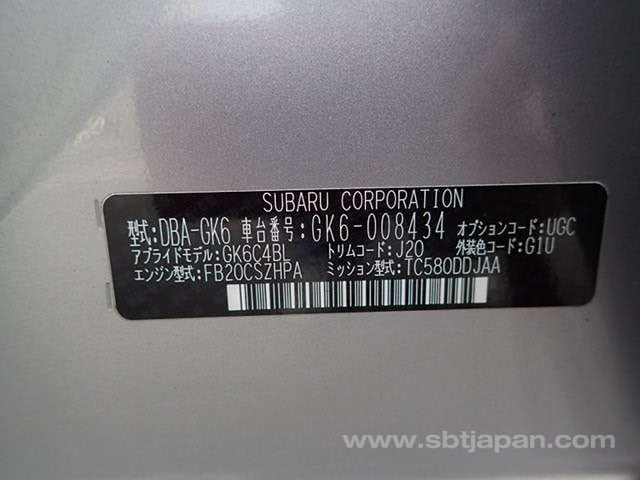 SUBARU CORPORATION
型式:DBA-GK6 車台番号:GK6-008434 オプションコード:UGC
アプライドモデル:GK6C4BL トリムコード:J20 外装色コード:G1U
エンジン型式:FB20CSZHPA ミッション型式:TC580DDJAA
www.sbtjapan.com